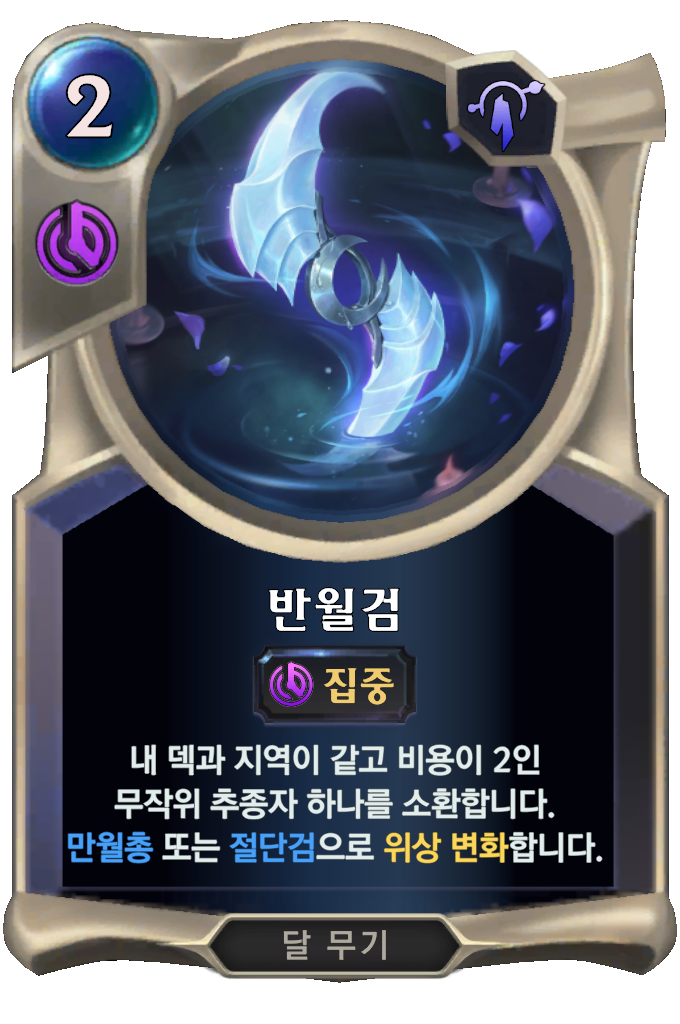 2
반월검
집중
내 덱과 지역이 같고 비용이 2인
무작위 추종자 하나를 소환합니다.
만월총 또는 절단검으로 위상 변화합니다.
달 무기